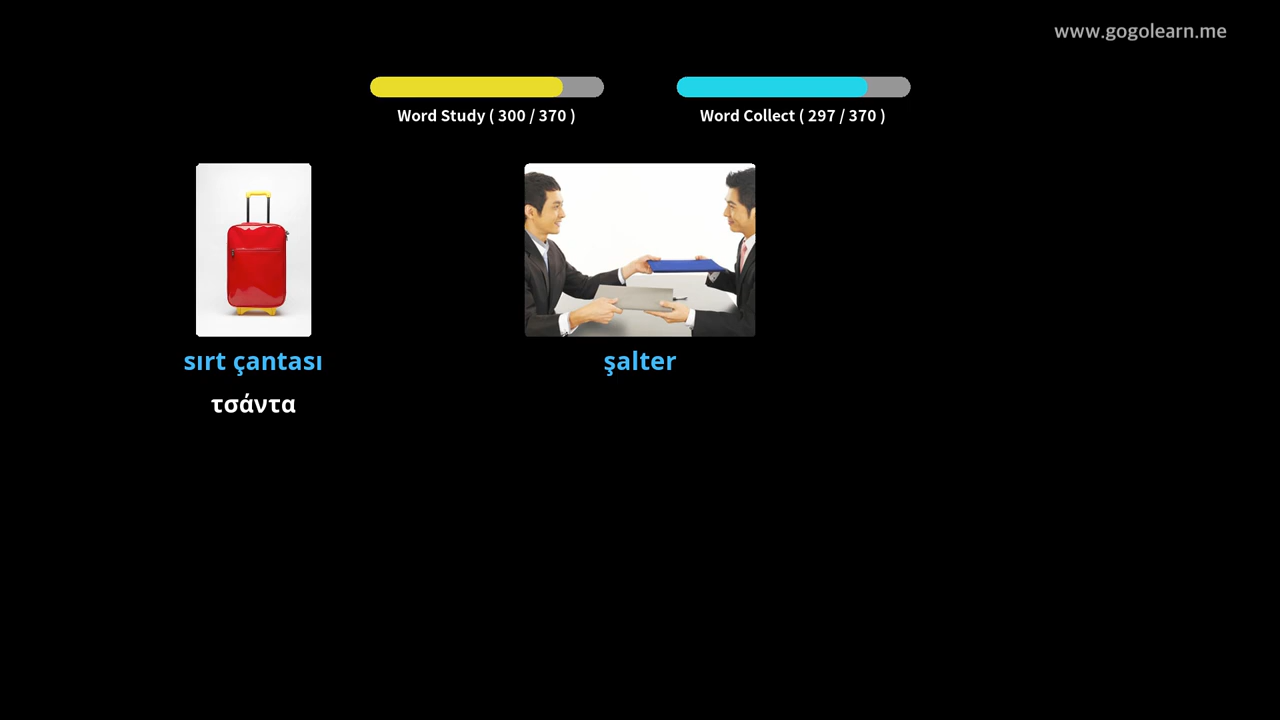 www.gogolearn.me
Word Study ( 300 / 370 )
Word Collect ( 297 / 370 )
sırt çantası
şalter
τσάντα